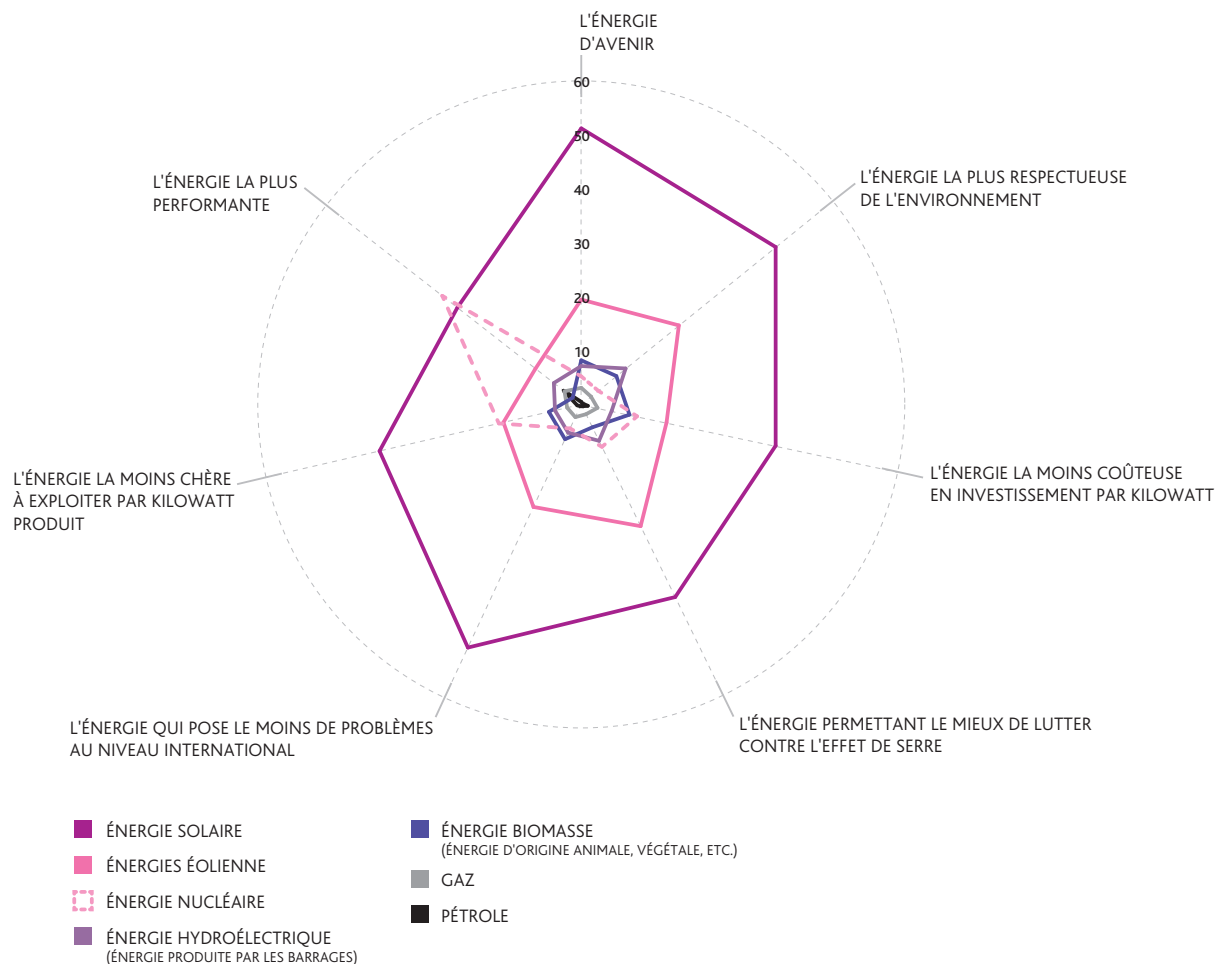 L'ÉNERGIE
D'AVENIR
60
50
40
30
20
10
L'ÉNERGIE LA PLUS
PERFORMANTE
L'ÉNERGIE LA PLUS RESPECTUEUSE
DE L'ENVIRONNEMENT
L'ÉNERGIE LA MOINS CHÈRE
À EXPLOITER PAR KILOWATT
PRODUIT
L'ÉNERGIE LA MOINS COÛTEUSE
EN INVESTISSEMENT PAR KILOWATT
L'ÉNERGIE QUI POSE LE MOINS DE PROBLÈMES
AU NIVEAU INTERNATIONAL
L'ÉNERGIE PERMETTANT LE MIEUX DE LUTTER
CONTRE L'EFFET DE SERRE
ÉNERGIE SOLAIRE
ÉNERGIES ÉOLIENNE
ÉNERGIE NUCLÉAIRE
ÉNERGIE HYDROÉLECTRIQUE
(ÉNERGIE PRODUITE PAR LES BARRAGES)
ÉNERGIE BIOMASSE
(ÉNERGIE D'ORIGINE ANIMALE, VÉGÉTALE, ETC.)
GAZ
PÉTROLE